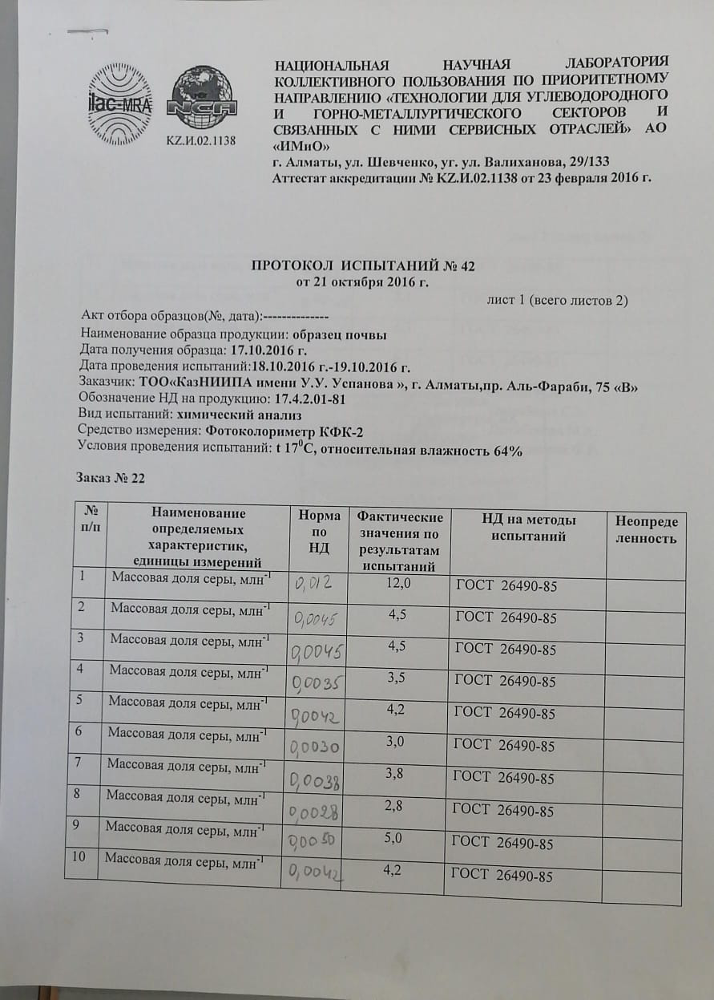 ilac-MRA
NCA
KZ.И.02.1138
НАЦИОНАЛЬНАЯ НАУЧНАЯ ЛАБОРАТОРИЯ
КОЛЛЕКТИВНОГО ПОЛЬЗОВАНИЯ ПО ПРИОРИТЕТНОМУ
НАПРАВЛЕНИЮ «ТЕХНОЛОГИИ ДЛЯ УГЛЕВОДОРОДНОГО
И ГОРНО-МЕТАЛЛУРГИЧЕСКОГО СЕКТОРОВ И
СВЯЗАННЫХ С НИМИ СЕРВИСНЫХ ОТРАСЛЕЙ» АО
«ИМиО»
г. Алматы, ул. Шевченко, уг. ул. Валиханова, 29/133
Аттестат аккредитации № KZ.И.02.1138 от 23 февраля 2016 г.
ПРОТОКОЛ ИСПЫТАНИЙ № 42
от 21 октября 2016 г.
лист 1 (всего листов 2)
Акт отбора образцов(№, дата):--------------
Наименование образца продукции: образец почвы
Дата получения образца: 17.10.2016 г.
Дата проведения испытаний:18.10.2016 г.-19.10.2016 г.
Заказчик: ТОО«КазНИИПА имени У.У. Успанова », г. Алматы,пр. Аль-Фараби, 75 «В»
Обозначение НД на продукцию: 17.4.2.01-81
Вид испытаний: химический анализ
Средство измерения: Фотоколориметр КФК-2
Условия проведения испытаний: t 17⁰С, относительная влажность 64%
Заказ № 22
№ Наименование Норма Фактические НД на методы Неопреде
п/п определяемых по значения по испытаний ленность
характеристик, НД результатам
единицы измерений испытаний
1 Массовая доля серы, млн⁻¹ 0,012 12,0 ГОСТ 26490-85
2 Массовая доля серы, млн⁻¹ 0,0045 4,5 ГОСТ 26490-85
3 Массовая доля серы, млн⁻¹ 0,0045 4,5 ГОСТ 26490-85
4 Массовая доля серы, млн⁻¹ 0,0035 3,5 ГОСТ 26490-85
5 Массовая доля серы, млн⁻¹ 0,0042 4,2 ГОСТ 26490-85
6 Массовая доля серы, млн⁻¹ 0,0030 3,0 ГОСТ 26490-85
7 Массовая доля серы, млн⁻¹ 0,0038 3,8 ГОСТ 26490-85
8 Массовая доля серы, млн⁻¹ 0,0028 2,8 ГОСТ 26490-85
9 Массовая доля серы, млн⁻¹ 0,0050 5,0 ГОСТ 26490-85
10 Массовая доля серы, млн⁻¹ 0,0042 4,2 ГОСТ 26490-85